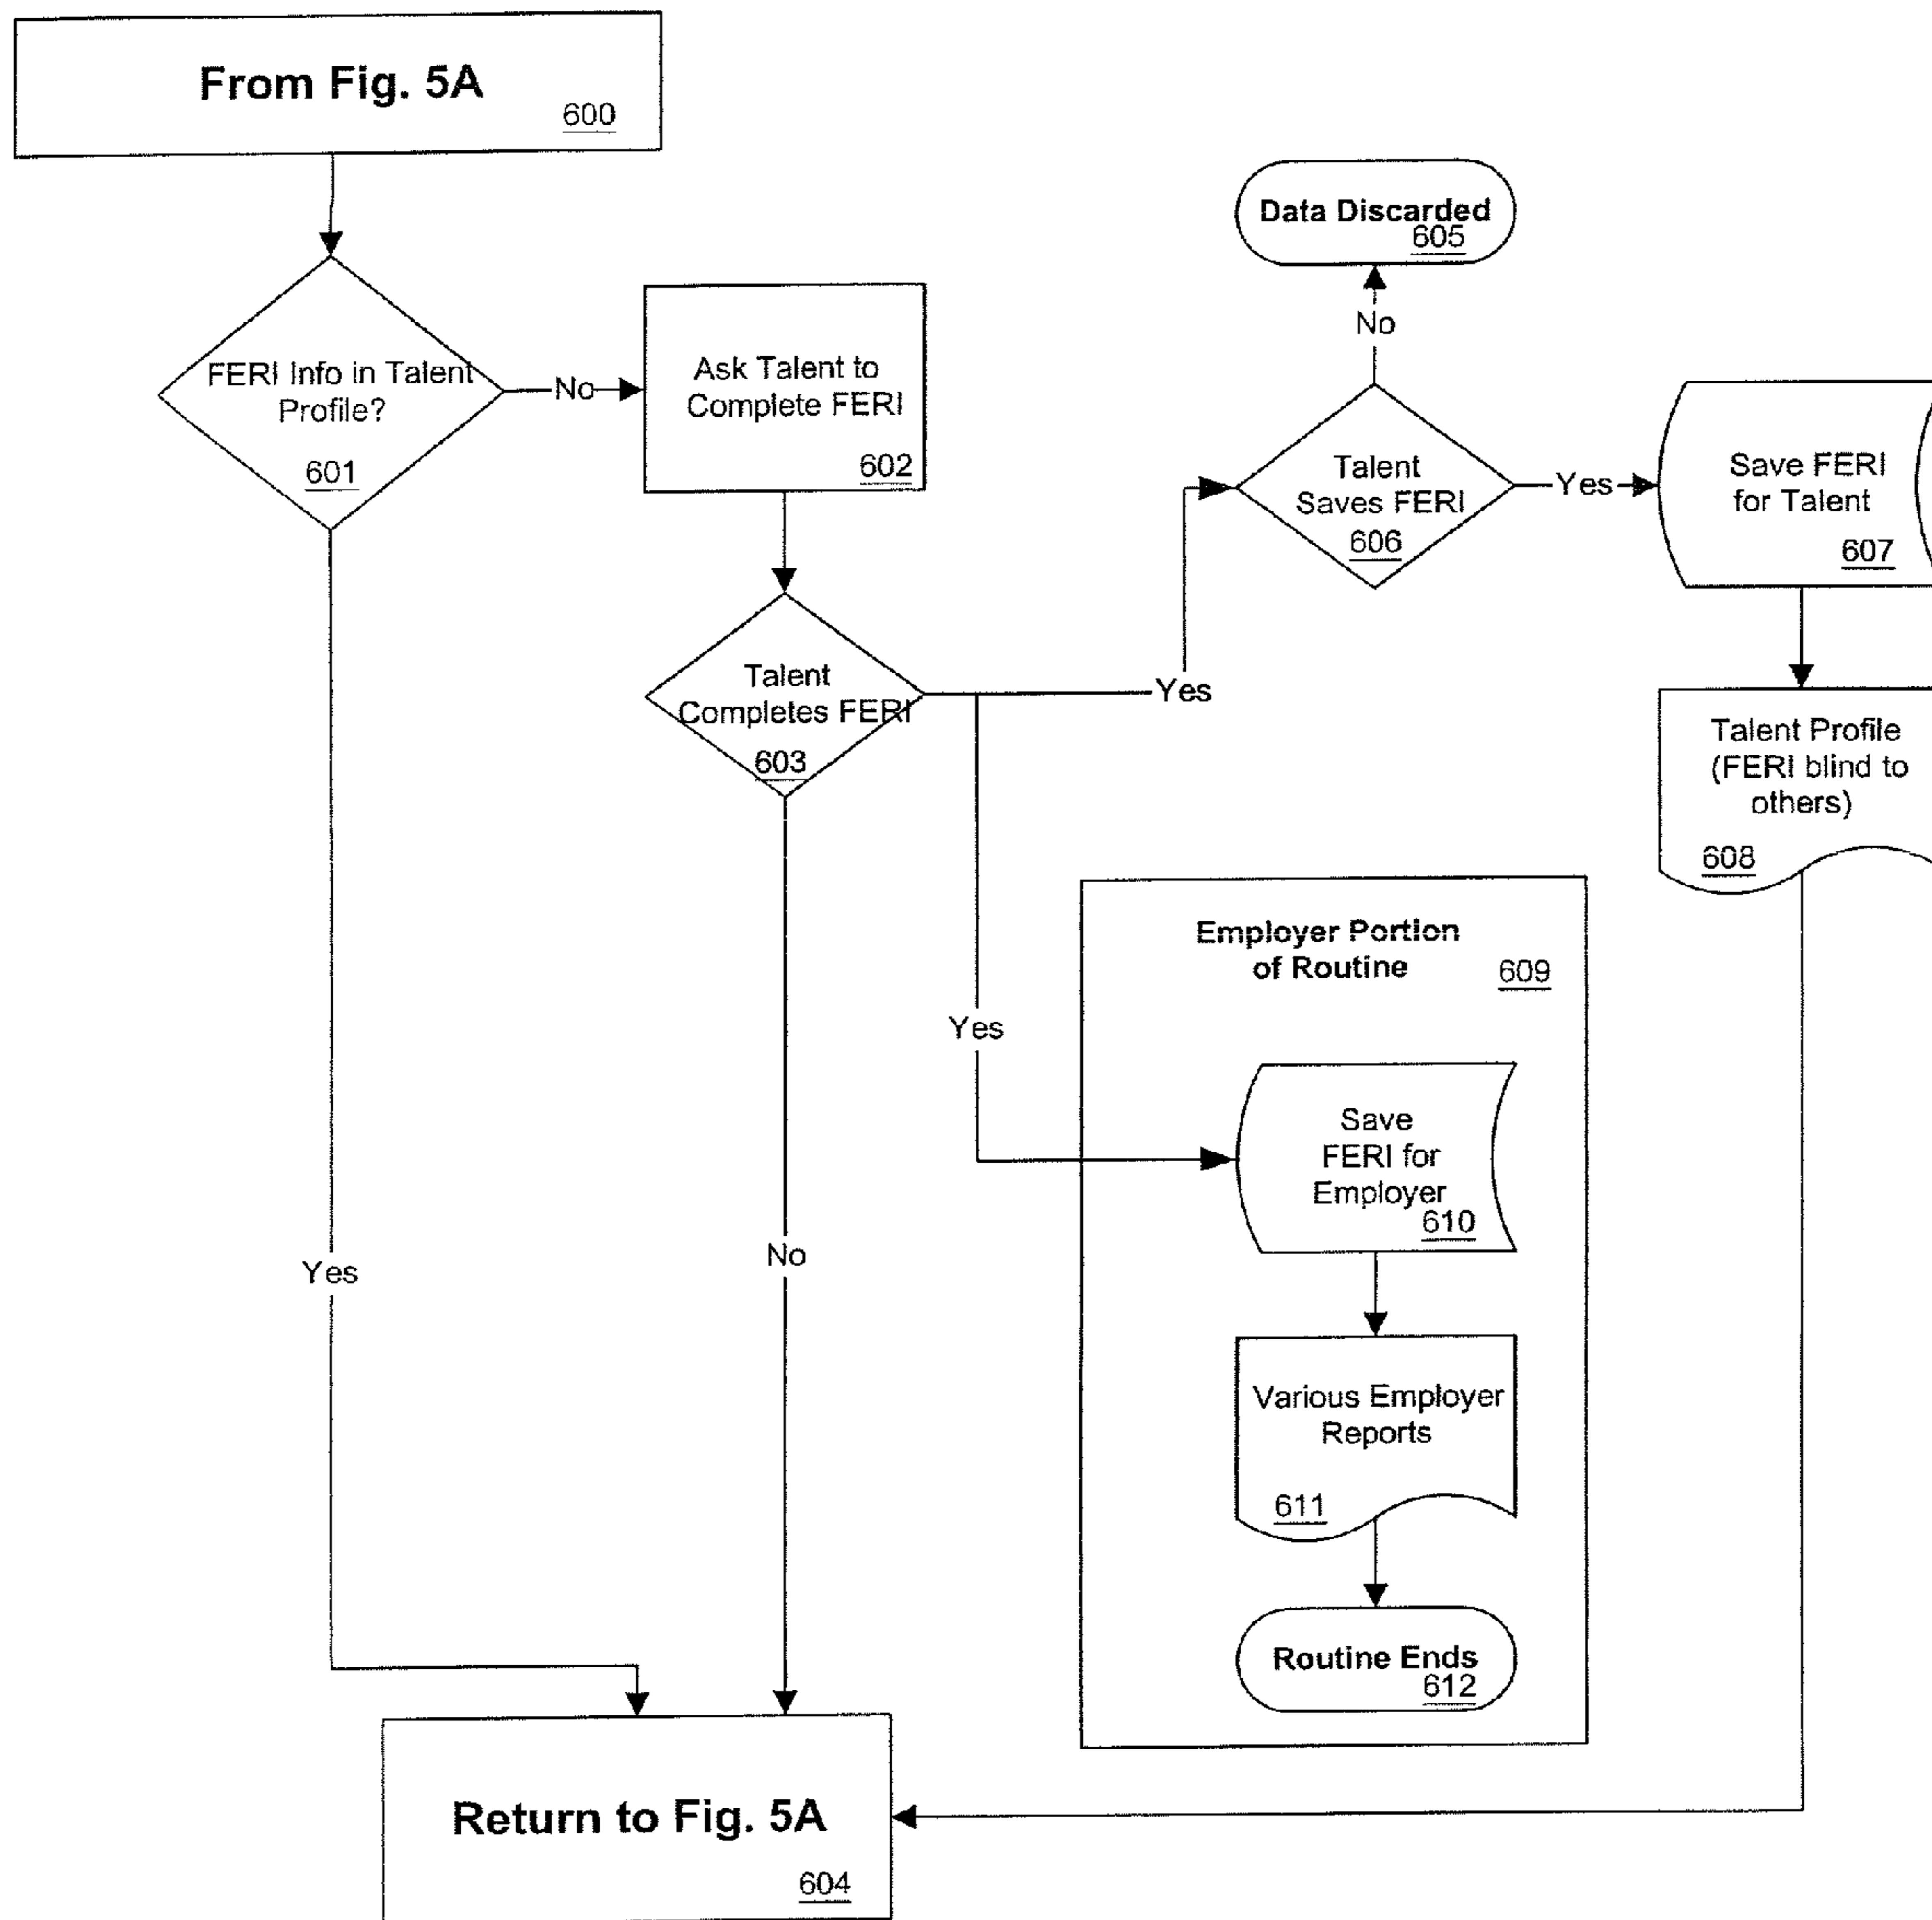 From Fig. 5A
600
FERI Info in Talent
Profile?
601
No
Ask Talent to
Complete FERI
602
Talent
Completes FERI
603
Yes
Data Discarded
605
No
Talent
Saves FERI
606
Yes
Save FERI
for Talent
607
Talent Profile
(FERI blind to
others)
608
Employer Portion
of Routine
609
Yes
Save
FERI for
Employer
610
Various Employer
Reports
611
Routine Ends
612
Yes
No
Return to Fig. 5A
604